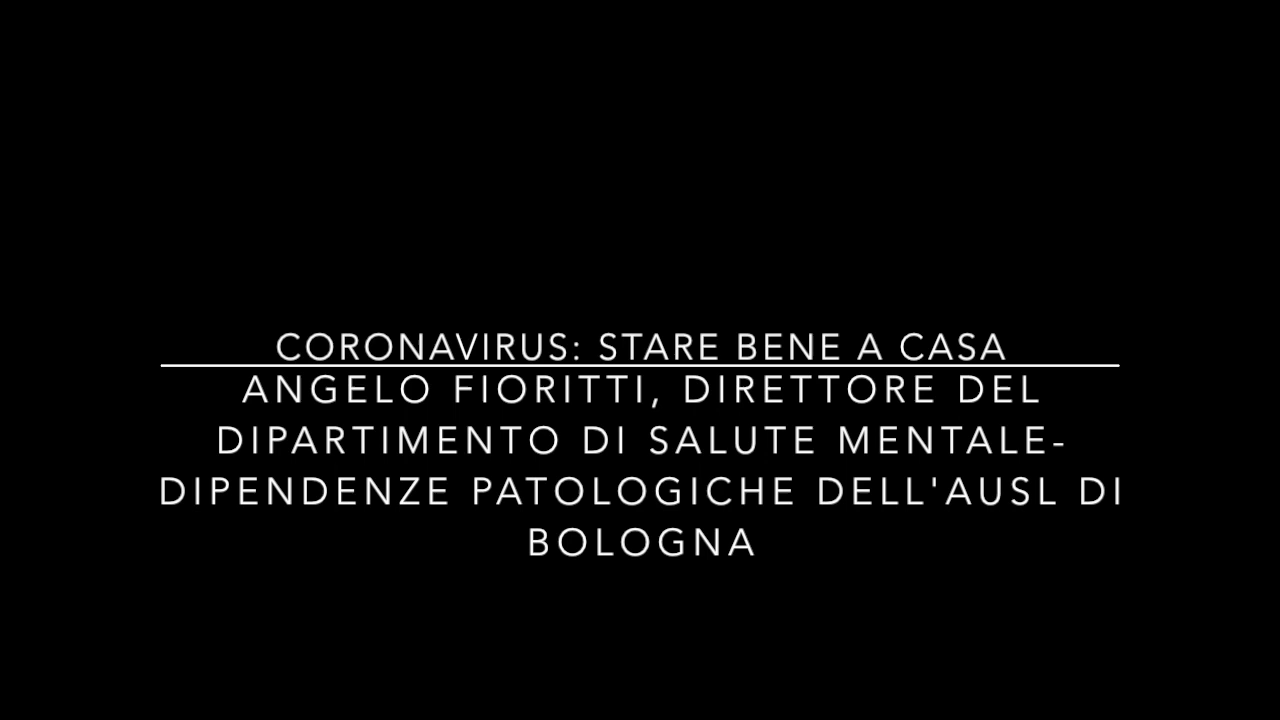 CORONAVIRUS: STARE BENE A CASA
ANGELO FIORITTI, DIRETTORE DEL
DIPARTIMENTO DI SALUTE MENTALE-
DIPENDENZE PATOLOGICHE DELL'AUSL DI
BOLOGNA